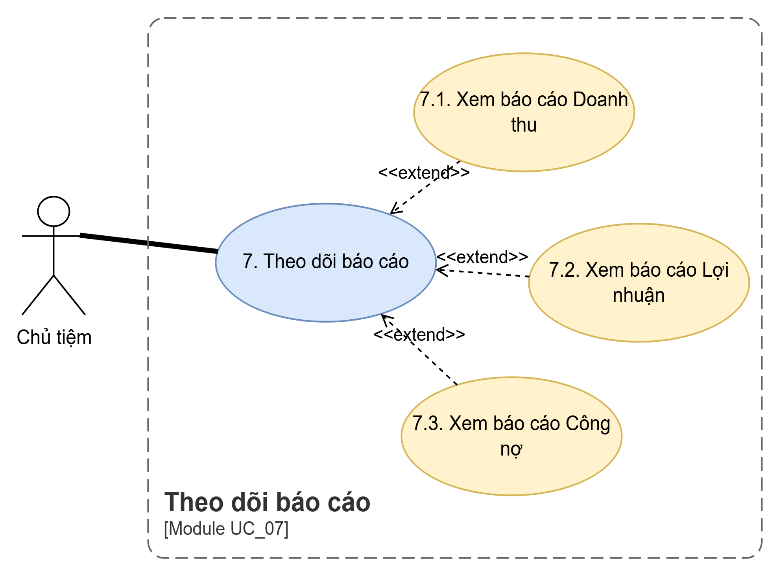 7.1. Xem báo cáo Doanh
thu
<<extend>>
7. Theo dõi báo cáo
<<extend>>
7.2. Xem báo cáo Lợi
nhuận
Chủ tiệm
<<extend>>
7.3. Xem báo cáo Công
nợ
Theo dõi báo cáo
[Module UC_07]